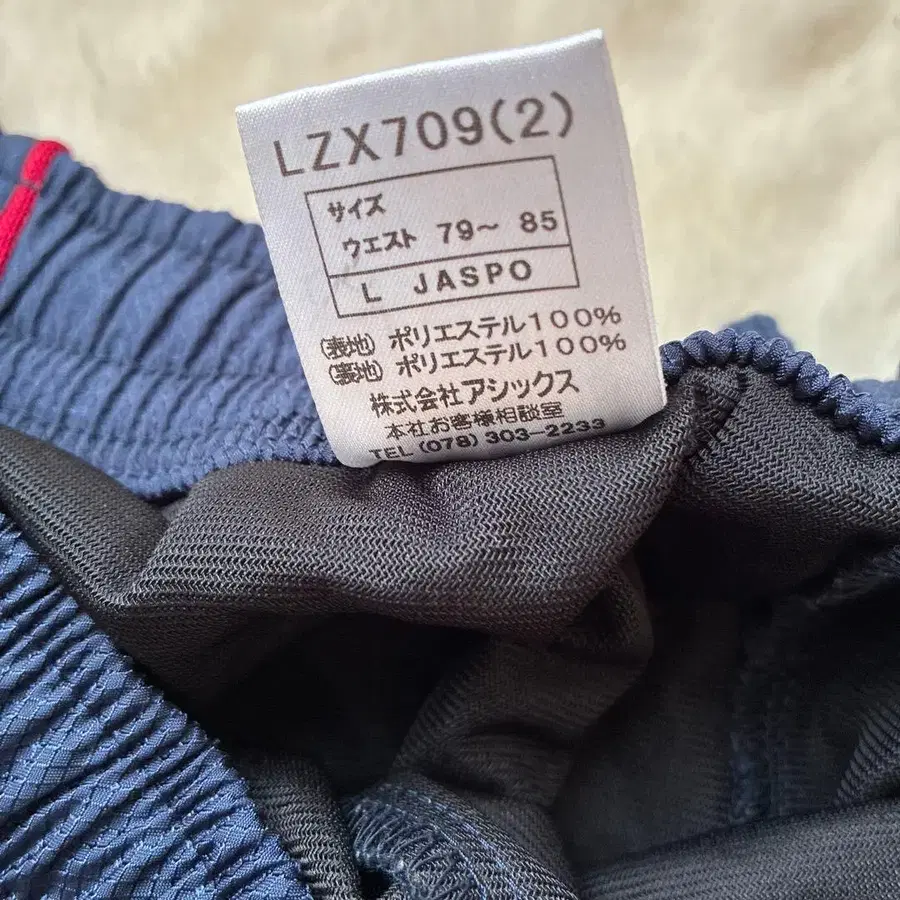 LZX709(2)
サイズ
ウエスト 79～ 85
L JASPO
(表地) ポリエステル100%
(裏地) ポリエステル100%
株式会社アシックス
本社お客様相談室
TEL (078) 303-2233